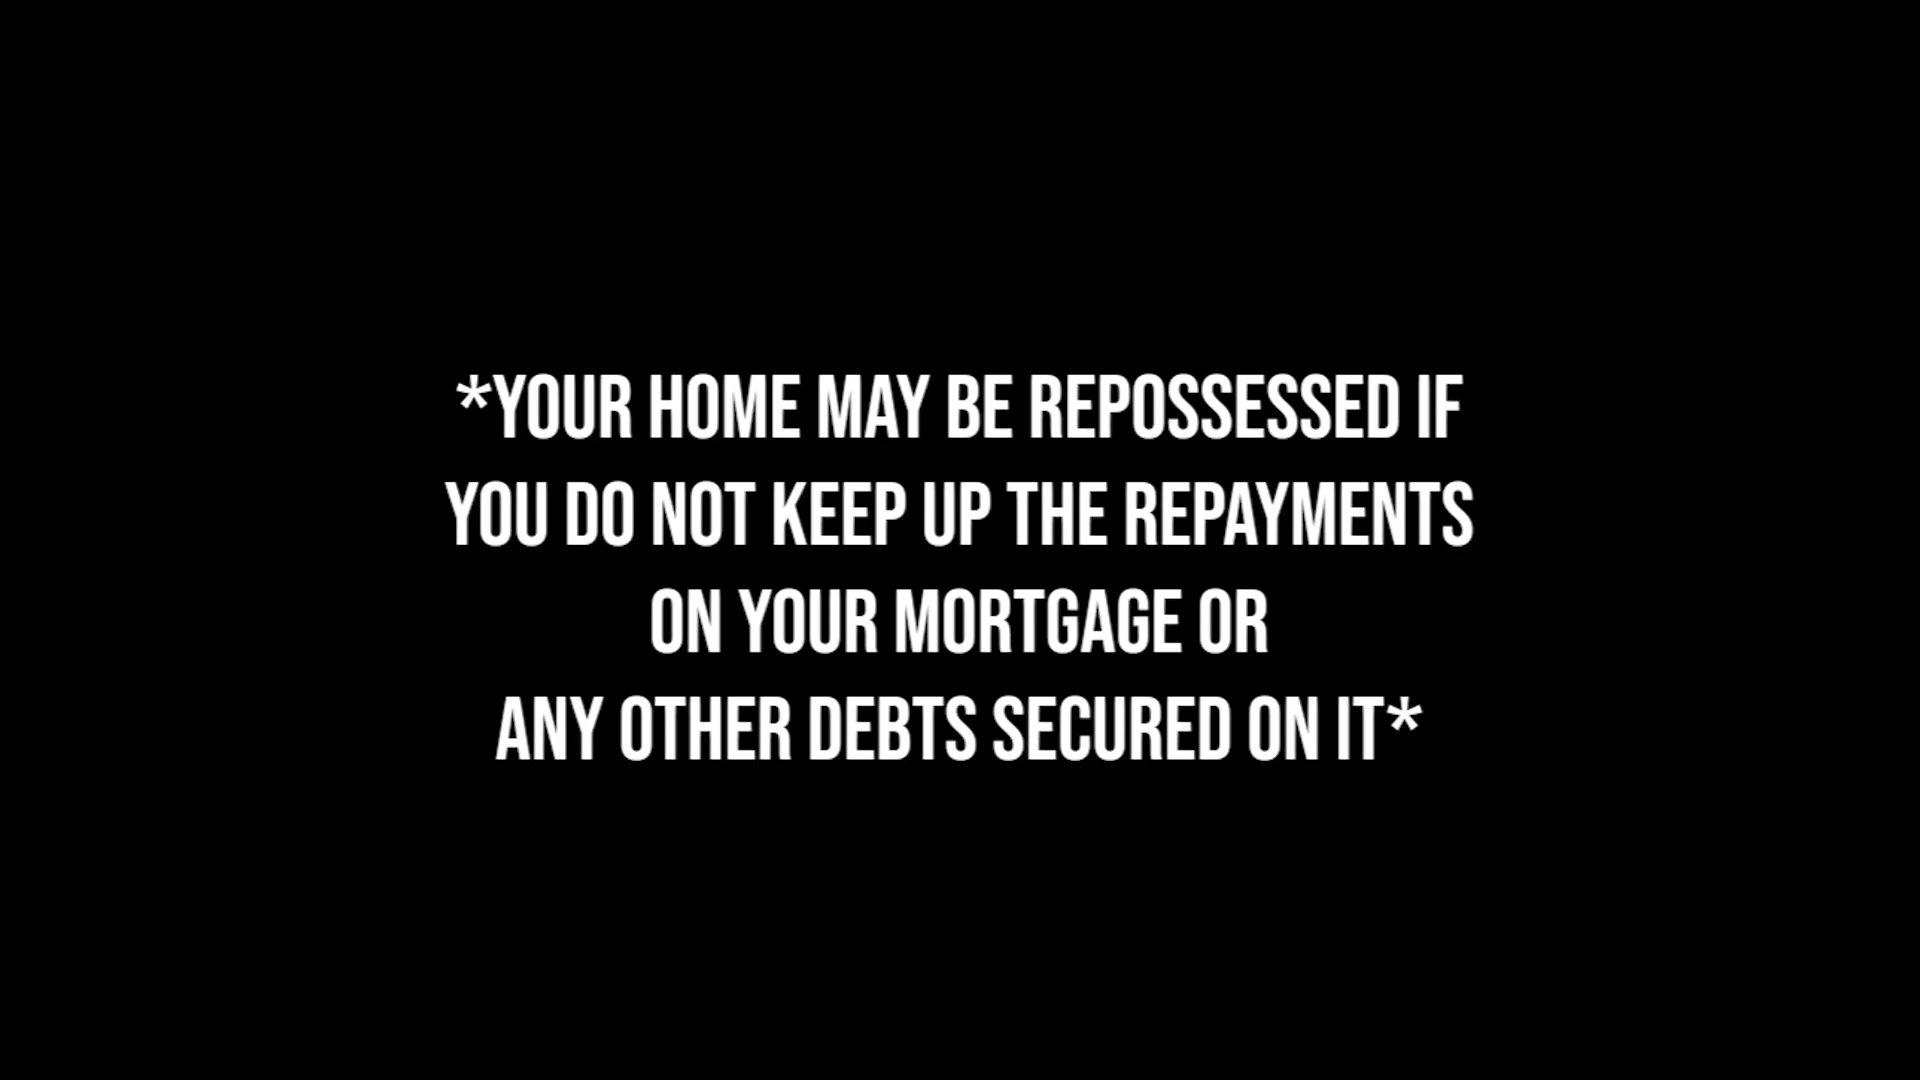 *YOUR HOME MAY BE REPOSSESSED IF
YOU DO NOT KEEP UP THE REPAYMENTS
ON YOUR MORTGAGE OR
ANY OTHER DEBTS SECURED ON IT*